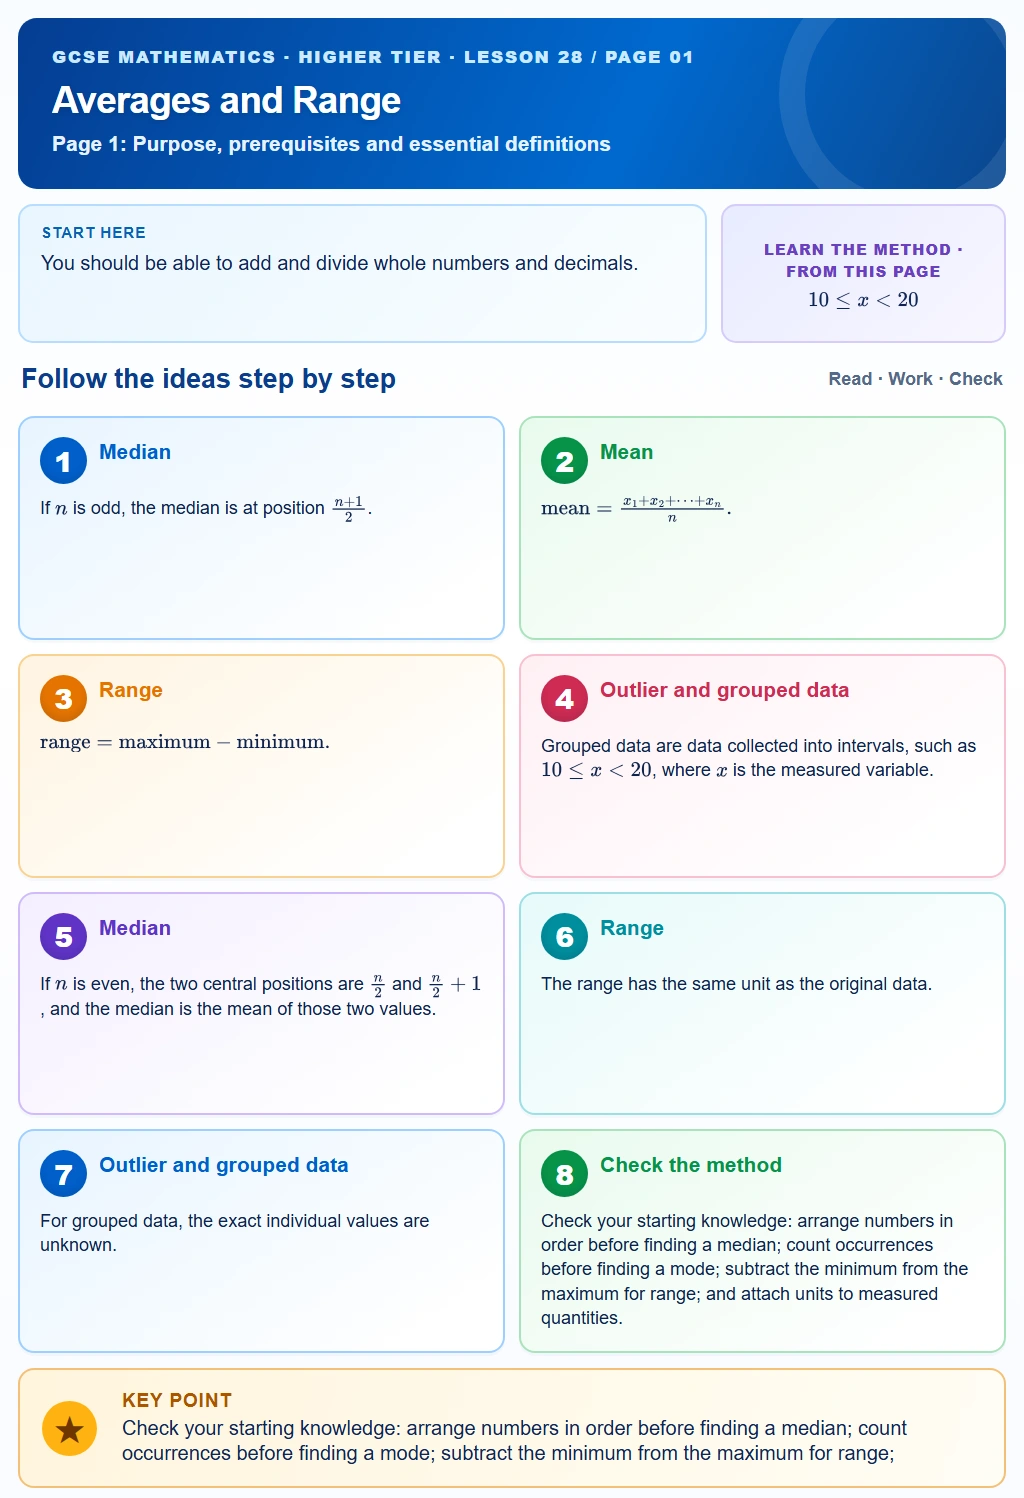 GCSE MATHEMATICS · HIGHER TIER · LESSON 28 / PAGE 01
Averages and Range
Page 1: Purpose, prerequisites and essential definitions
START HERE
You should be able to add and divide whole numbers and decimals.
LEARN THE METHOD ·
FROM THIS PAGE
10 ≤ x < 20
Follow the ideas step by step
Read · Work · Check
1 Median
If n is odd, the median is at position (n+1)/2.
2 Mean
mean = (x₁+x₂+···+xₙ)/n.
3 Range
range = maximum − minimum.
4 Outlier and grouped data
Grouped data are data collected into intervals, such as
10 ≤ x < 20, where x is the measured variable.
5 Median
If n is even, the two central positions are n/2 and n/2 + 1
, and the median is the mean of those two values.
6 Range
The range has the same unit as the original data.
7 Outlier and grouped data
For grouped data, the exact individual values are
unknown.
8 Check the method
Check your starting knowledge: arrange numbers in
order before finding a median; count occurrences
before finding a mode; subtract the minimum from the
maximum for range; and attach units to measured
quantities.
KEY POINT
Check your starting knowledge: arrange numbers in order before finding a median; count
occurrences before finding a mode; subtract the minimum from the maximum for range;